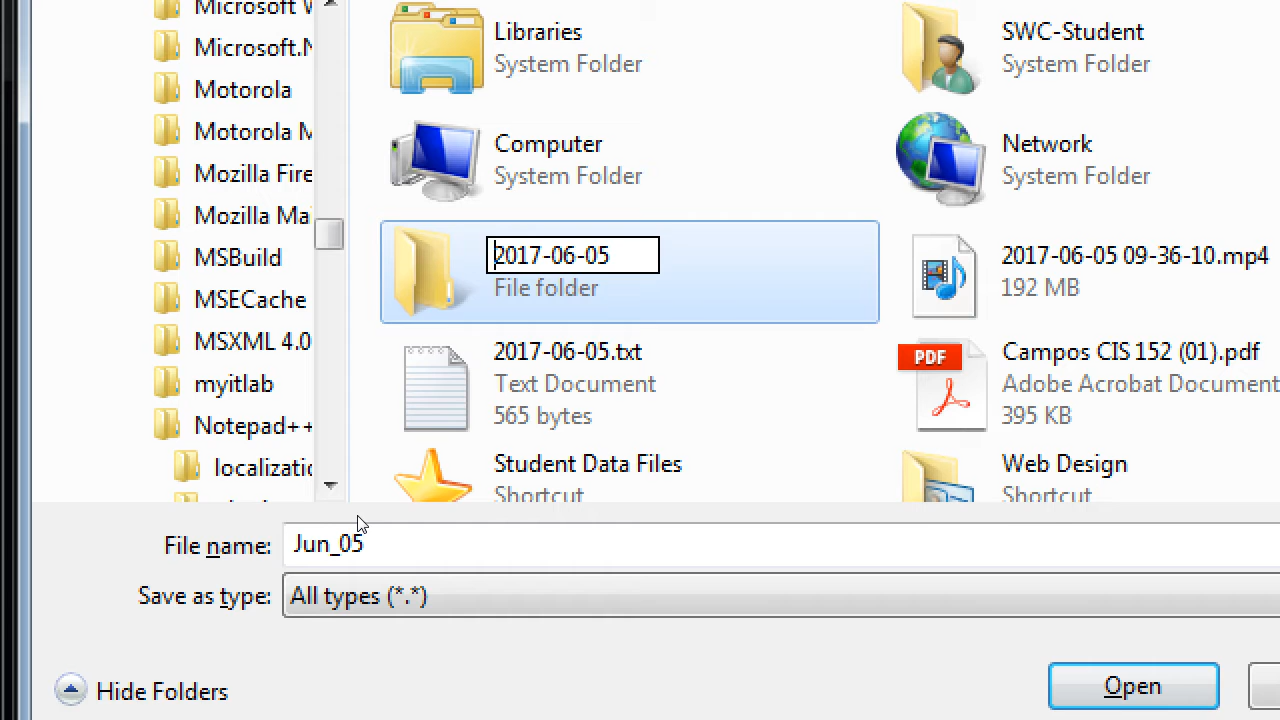 Microsoft W
Microsoft.N
Motorola
Motorola M
Mozilla Fire
Mozilla Mai
MSBuild
MSECache
MSXML 4.0
myitlab
Notepad++
localizatic
Libraries
System Folder
SWC-Student
System Folder
Computer
System Folder
Network
System Folder
2017-06-05
File folder
2017-06-05 09-36-10.mp4
192 MB
2017-06-05.txt
Text Document
565 bytes
PDF
Campos CIS 152 (01).pdf
Adobe Acrobat Document
395 KB
Student Data Files
Shortcut
Web Design
Shortcut
File name: Jun_05
Save as type: All types (*.*)
Hide Folders
Open